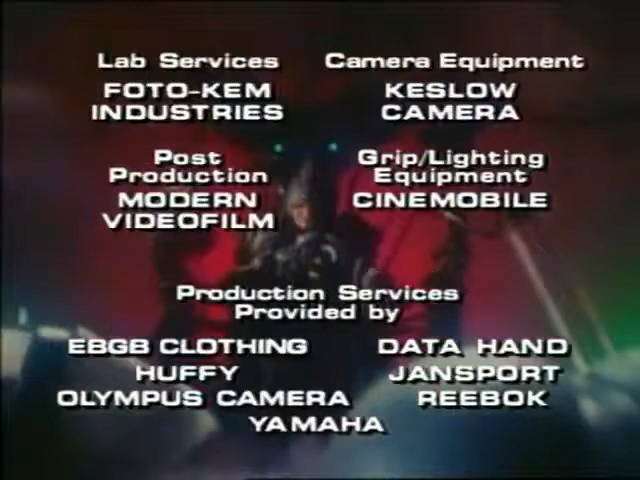 Lab Services
FOTO-KEM
INDUSTRIES
Camera Equipment
KESLOW
CAMERA
Post
Production
MODERN
VIDEOFILM
Grip/Lighting
Equipment
CINEMOBILE
Production Services
Provided by
EBGB CLOTHING
DATA HAND
HUFFY
JANSPORT
OLYMPUS CAMERA
REEBOK
YAMAHA